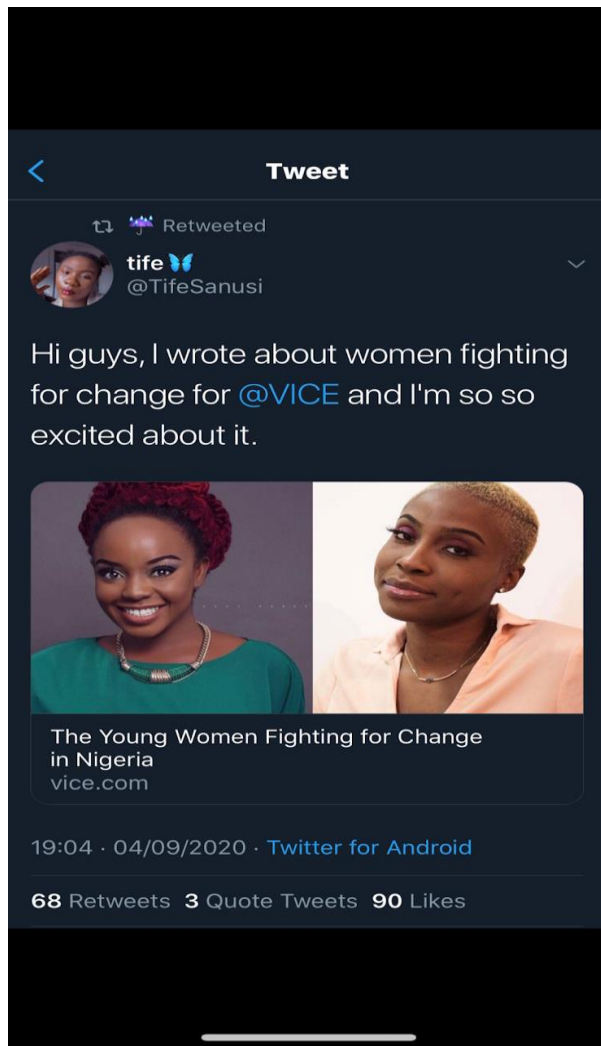 Tweet
Retweeted
tife
@TifeSanusi
Hi guys, I wrote about women fighting
for change for @VICE and I'm so so
excited about it.
The Young Women Fighting for Change
in Nigeria
vice.com
19:04 · 04/09/2020 · Twitter for Android
68 Retweets 3 Quote Tweets 90 Likes